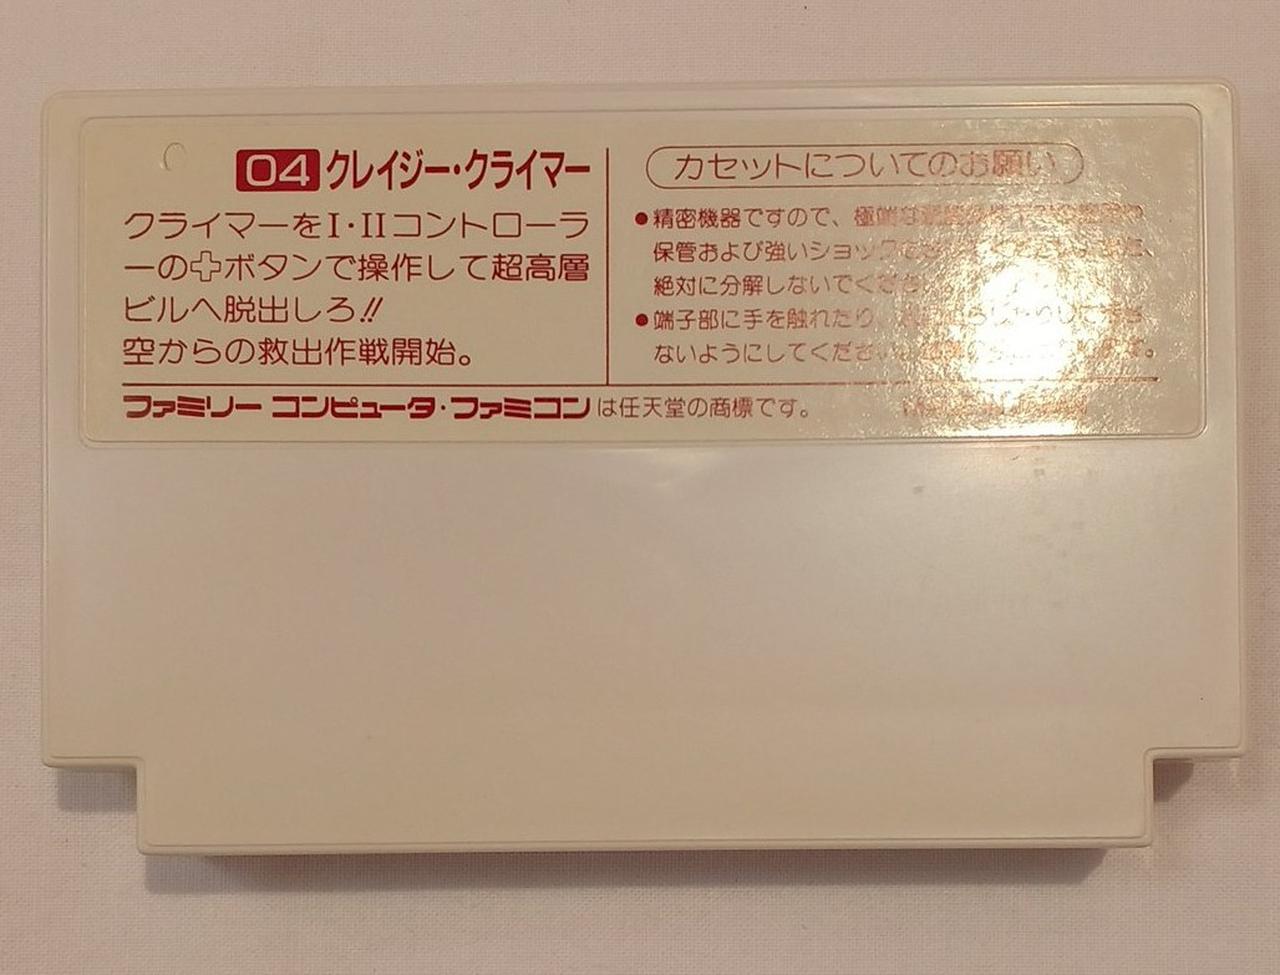 04 クレイジー・クライマー
クライマーをI・IIコントローラ
ーの✚ボタンで操作して超高層
ビルへ脱出しろ!!
空からの救出作戦開始。
カセットについてのお願い
●精密機器ですので、極端な
保管および強いショック
絶対に分解しないでくださ
●端子部に手を触れたり
ないようにしてくださ
ファミリー コンピュータ・ファミコンは任天堂の商標です。